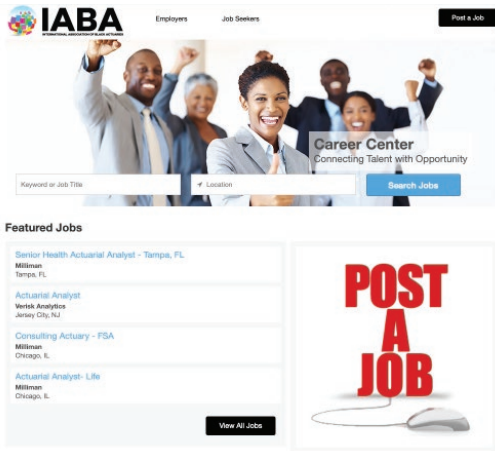 IABA
INTERNATIONAL ASSOCIATION OF BLACK ACTUARIES
Employers
Job Seekers
Post a Job
Career Center
Connecting Talent with Opportunity
Keyword or Job Title
Location
Search Jobs
Featured Jobs
Senior Health Actuarial Analyst - Tampa, FL
Milliman
Tampa, FL
Actuarial Analyst
Verisk Analytics
Jersey City, NJ
Consulting Actuary - FSA
Milliman
Chicago, IL
Actuarial Analyst- Life
Milliman
Chicago, IL
View All Jobs
POST
A
JOB